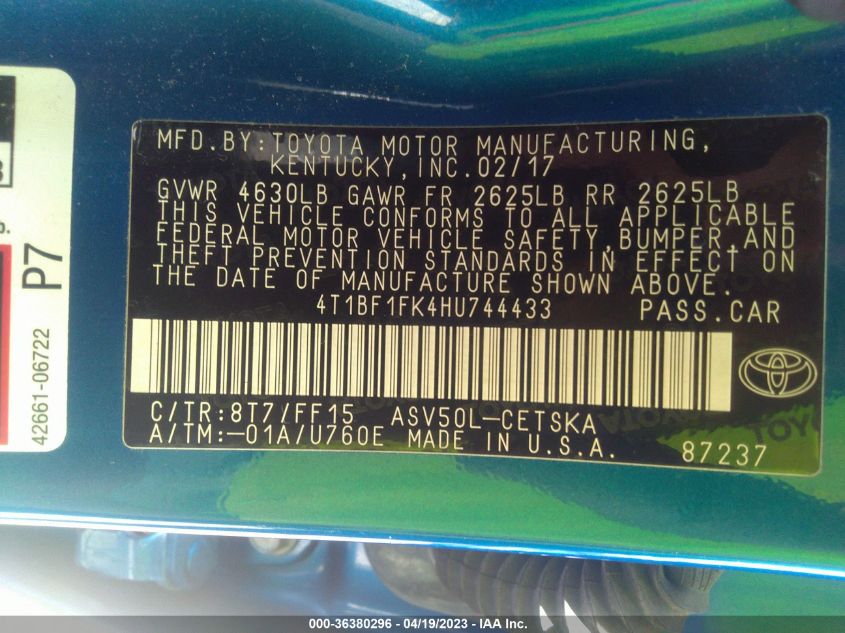 MFD.BY:TOYOTA MOTOR MANUFACTURING,
KENTUCKY,INC.02/17
GVWR 4630LB GAWR FR 2625LB RR 2625LB
THIS VEHICLE CONFORMS TO ALL APPLICABLE
FEDERAL MOTOR VEHICLE SAFETY,BUMPER,AND
THEFT PREVENTION STANDARDS IN EFFECT ON
THE DATE OF MANUFACTURE SHOWN ABOVE.
4T1BF1FK4HU744433 PASS.CAR
C/TR:8T7/FF15 ASV50L-CETSKA
A/TM:-01A/U760E MADE IN U.S.A. 87237
P7
42661-06722
000-36380296 - 04/19/2023 - IAA Inc.